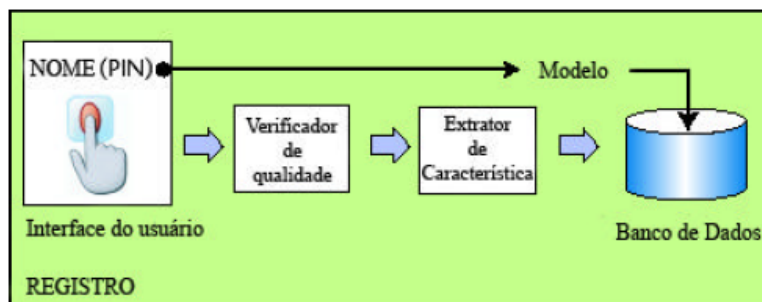 NOME (PIN)
Modelo
Verificador
de
qualidade
Extrator
de
Característica
Interface do usuário
Banco de Dados
REGISTRO